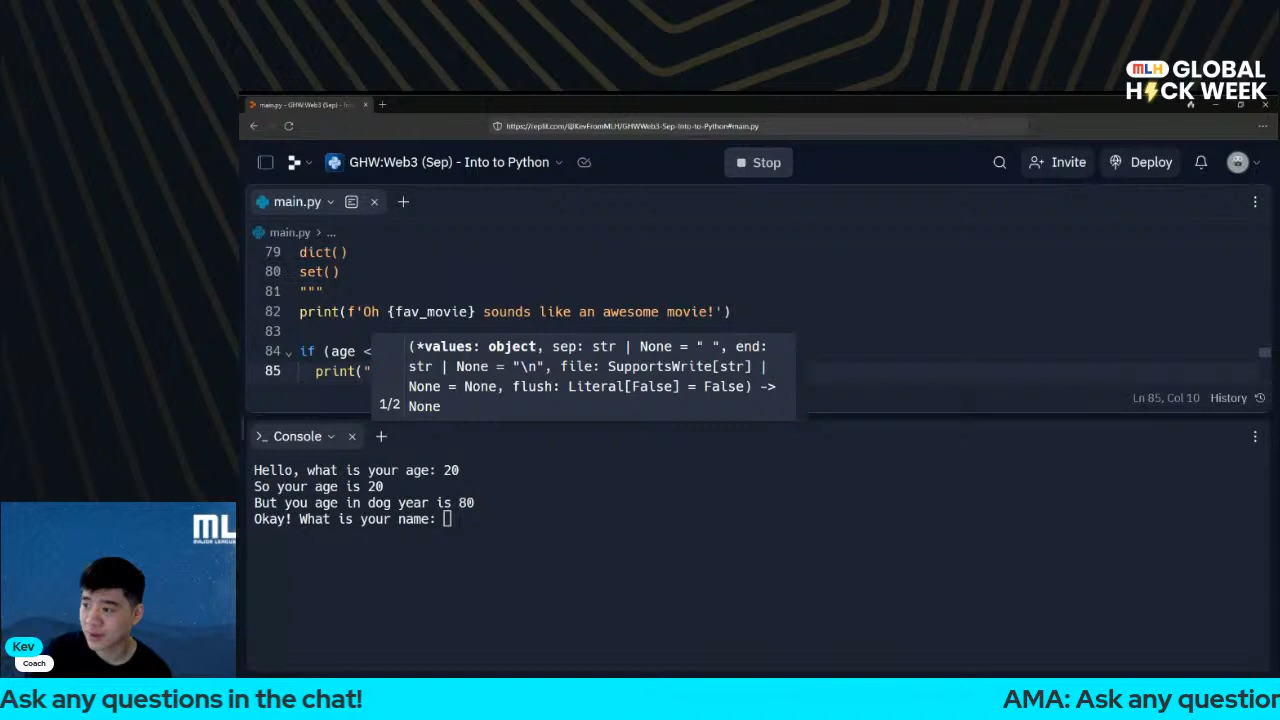 MLH GLOBAL
HACK WEEK
main.py - GHW:Web3 (Sep) - Into
https://replit.com/@KevFromMLH/GHWWeb3-Sep-Into-to-Python#main.py
GHW:Web3 (Sep) - Into to Python
Stop
Invite
Deploy
main.py
main.py > ...
79 dict()
80 set()
81 """
82 print(f'Oh {fav_movie} sounds like an awesome movie!')
83
84 if (age <
85 print("
(*values: object, sep: str | None = " ", end:
str | None = "\n", file: SupportsWrite[str] |
None = None, flush: Literal[False] = False) ->
1/2 None
Ln 85, Col 10 History
Console
Hello, what is your age: 20
So your age is 20
But you age in dog year is 80
Okay! What is your name:
ML
MAJOR LEAGU
Kev
Coach
Ask any questions in the chat!
AMA: Ask any question